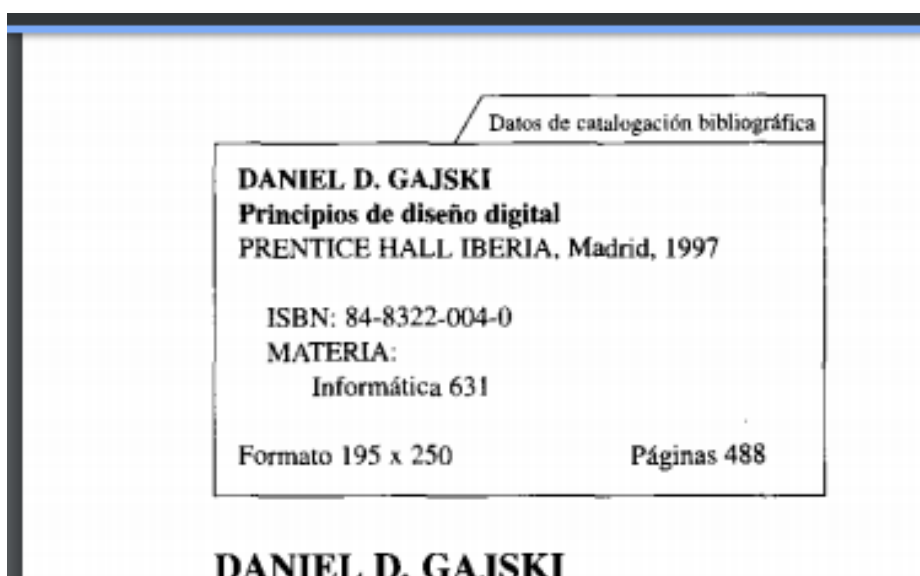 Datos de catalogación bibliográfica
DANIEL D. GAJSKI
Principios de diseño digital
PRENTICE HALL IBERIA, Madrid, 1997
ISBN: 84-8322-004-0
MATERIA:
Informática 631
Formato 195 x 250 Páginas 488
DANIEL D. GAJSKI